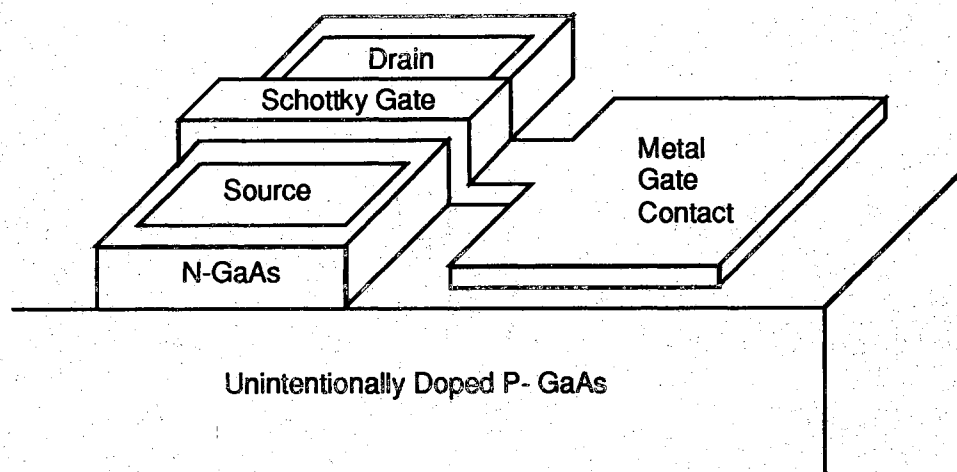 Drain
Schottky Gate
Source
N-GaAs
Metal
Gate
Contact
Unintentionally Doped P- GaAs